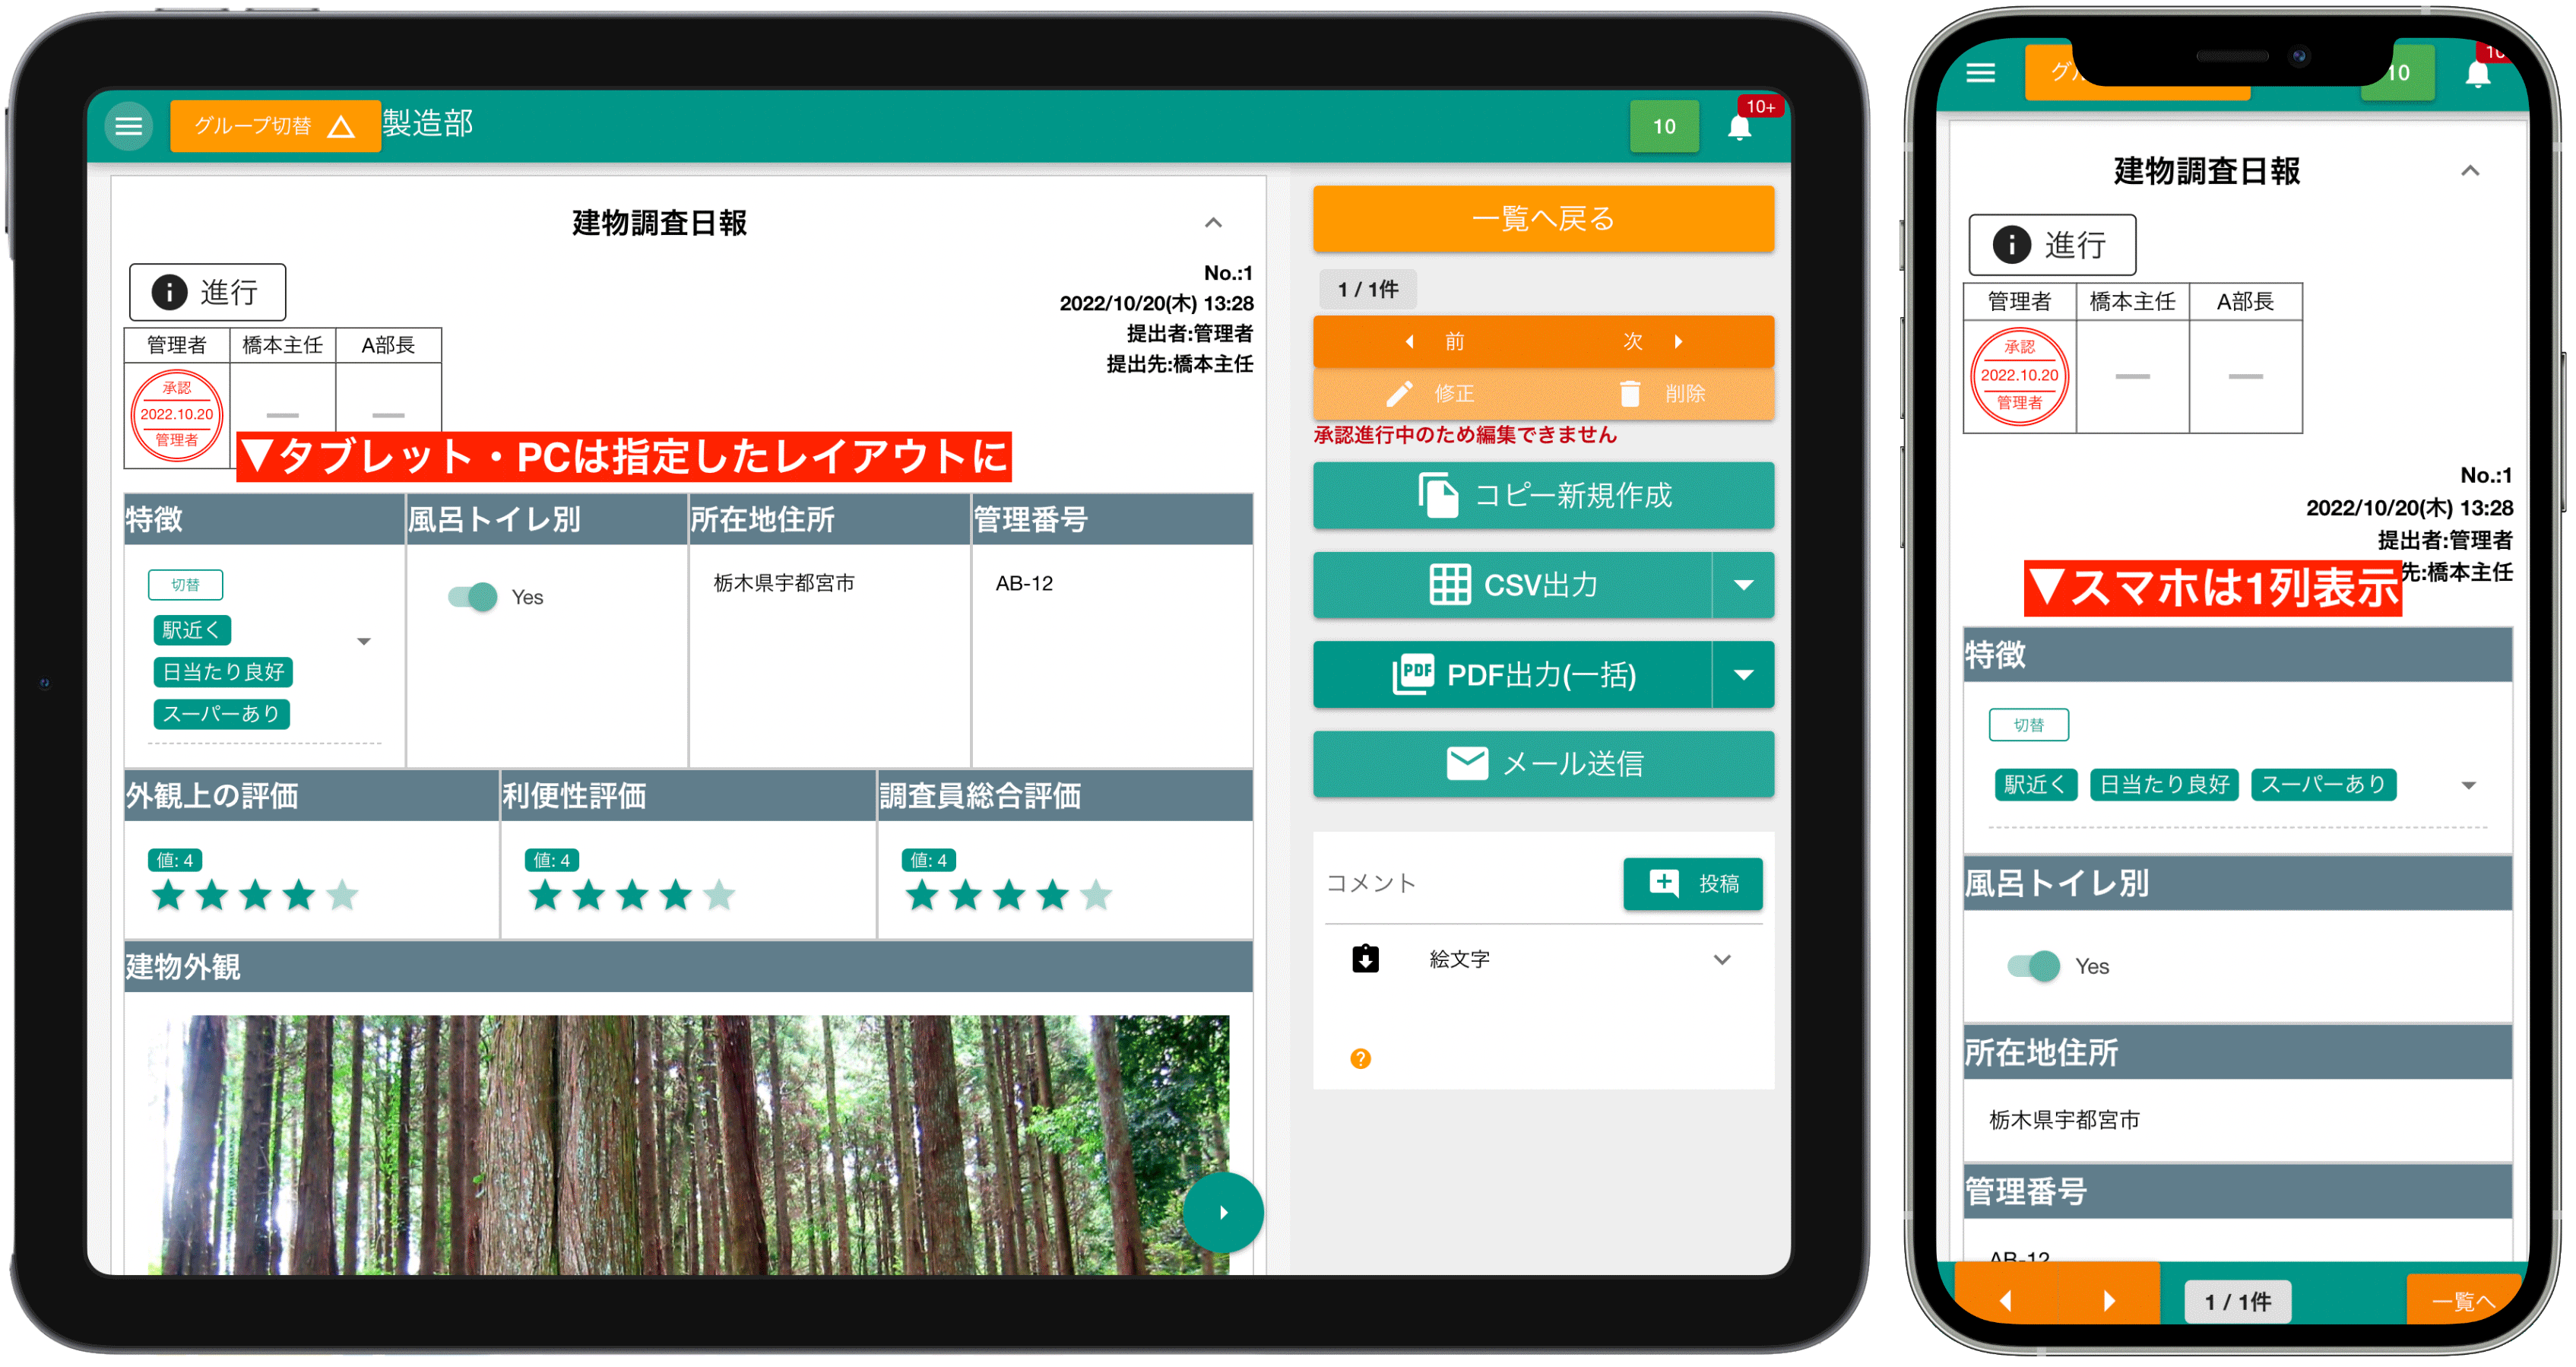 グループ切替
製造部
10
10+
建物調査日報
進行
No.:1
2022/10/20(木) 13:28
提出者:管理者
提出先:橋本主任
管理者 橋本主任 A部長
承認
2022.10.20
管理者
▼タブレット・PCは指定したレイアウトに
特徴 風呂トイレ別 所在地住所 管理番号
切替
駅近く
日当たり良好
スーパーあり
Yes
栃木県宇都宮市
AB-12
外観上の評価 利便性評価 調査員総合評価
値: 4 値: 4 値: 4
建物外観
一覧へ戻る
1 / 1件
前 次
修正 削除
承認進行中のため編集できません
コピー新規作成
CSV出力
PDF PDF出力(一括)
メール送信
コメント
投稿
絵文字
?
グル
10
10
建物調査日報
進行
管理者 橋本主任 A部長
承認
2022.10.20
管理者
No.:1
2022/10/20(木) 13:28
提出者:管理者
先:橋本主任
▼スマホは1列表示
特徴
切替
駅近く 日当たり良好 スーパーあり
風呂トイレ別
Yes
所在地住所
栃木県宇都宮市
管理番号
AB-12
1 / 1件
一覧へ